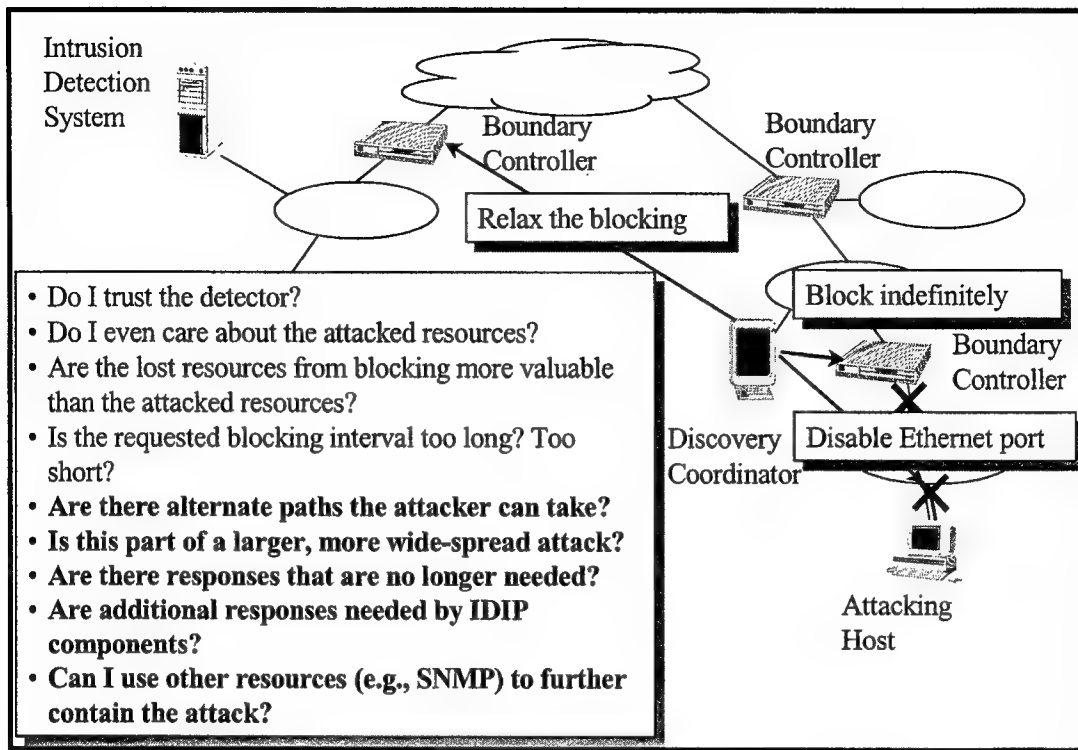 Intrusion
Detection
System
Boundary
Controller
Boundary
Controller
Relax the blocking
Block indefinitely
Boundary
Controller
Discovery
Coordinator
Disable Ethernet port
Attacking
Host
• Do I trust the detector?
• Do I even care about the attacked resources?
• Are the lost resources from blocking more valuable
than the attacked resources?
• Is the requested blocking interval too long? Too
short?
• Are there alternate paths the attacker can take?
• Is this part of a larger, more wide-spread attack?
• Are there responses that are no longer needed?
• Are additional responses needed by IDIP
components?
• Can I use other resources (e.g., SNMP) to further
contain the attack?